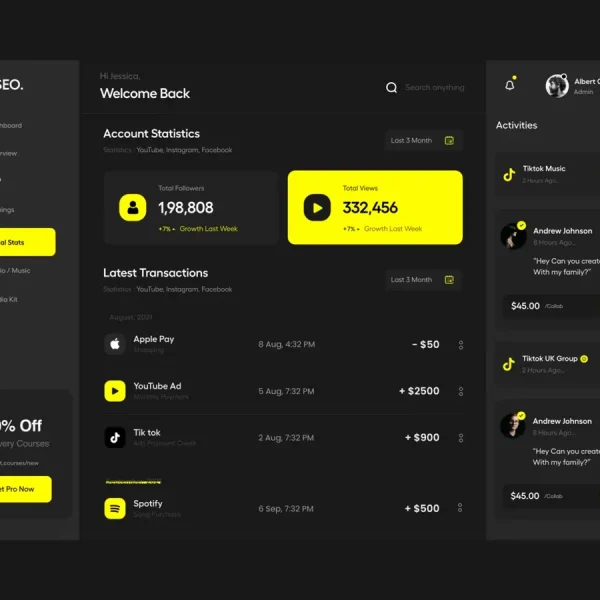 SEO.
hboard
rview
ings
al Stats
io / Music
dia Kit
0% Off
very Courses
t.courses/new
et Pro Now
Hi Jessica,
Welcome Back
Search anything
Account Statistics
Statistics : YouTube, Instagram, Facebook
Last 3 Month
Total Followers
1,98,808
+7% Growth Last Week
Total Views
332,456
+7% Growth Last Week
Latest Transactions
Statistics : YouTube, Instagram, Facebook
Last 3 Month
August, 2021
Apple Pay
Shopping
8 Aug, 4:32 PM
- $50
YouTube Ad
Monthly Payment
5 Aug, 7:32 PM
+ $2500
Tik tok
Ads Account Credit
2 Aug, 7:32 PM
+ $900
Spotify
Song Purchase
6 Sep, 7:32 PM
+ $500
Albert
Admin
Activities
Tiktok Music
2 Hours Ago...
Andrew Johnson
8 Hours Ago...
"Hey Can you create
With my family?"
$45.00 /Collab
Tiktok UK Group
2 Hours Ago...
Andrew Johnson
8 Hours Ago...
"Hey Can you create
With my family?"
$45.00 /Collab